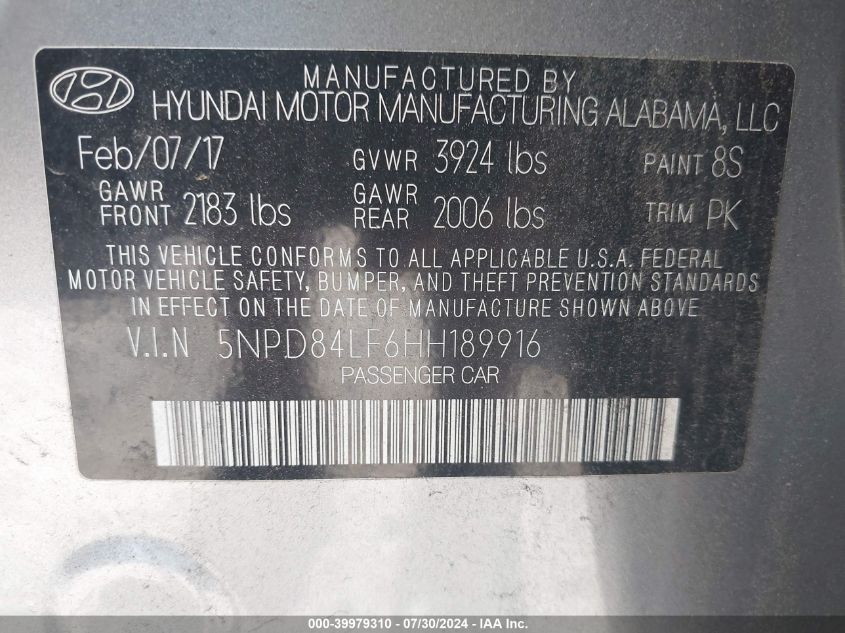 MANUFACTURED BY
HYUNDAI MOTOR MANUFACTURING ALABAMA, LLC
Feb/07/17 GVWR 3924 lbs PAINT 8S
GAWR FRONT 2183 lbs GAWR REAR 2006 lbs TRIM PK
THIS VEHICLE CONFORMS TO ALL APPLICABLE U.S.A. FEDERAL
MOTOR VEHICLE SAFETY, BUMPER, AND THEFT PREVENTION STANDARDS
IN EFFECT ON THE DATE OF MANUFACTURE SHOWN ABOVE
V.I.N 5NPD84LF6HH189916
PASSENGER CAR
000-39979310 - 07/30/2024 - IAA Inc.